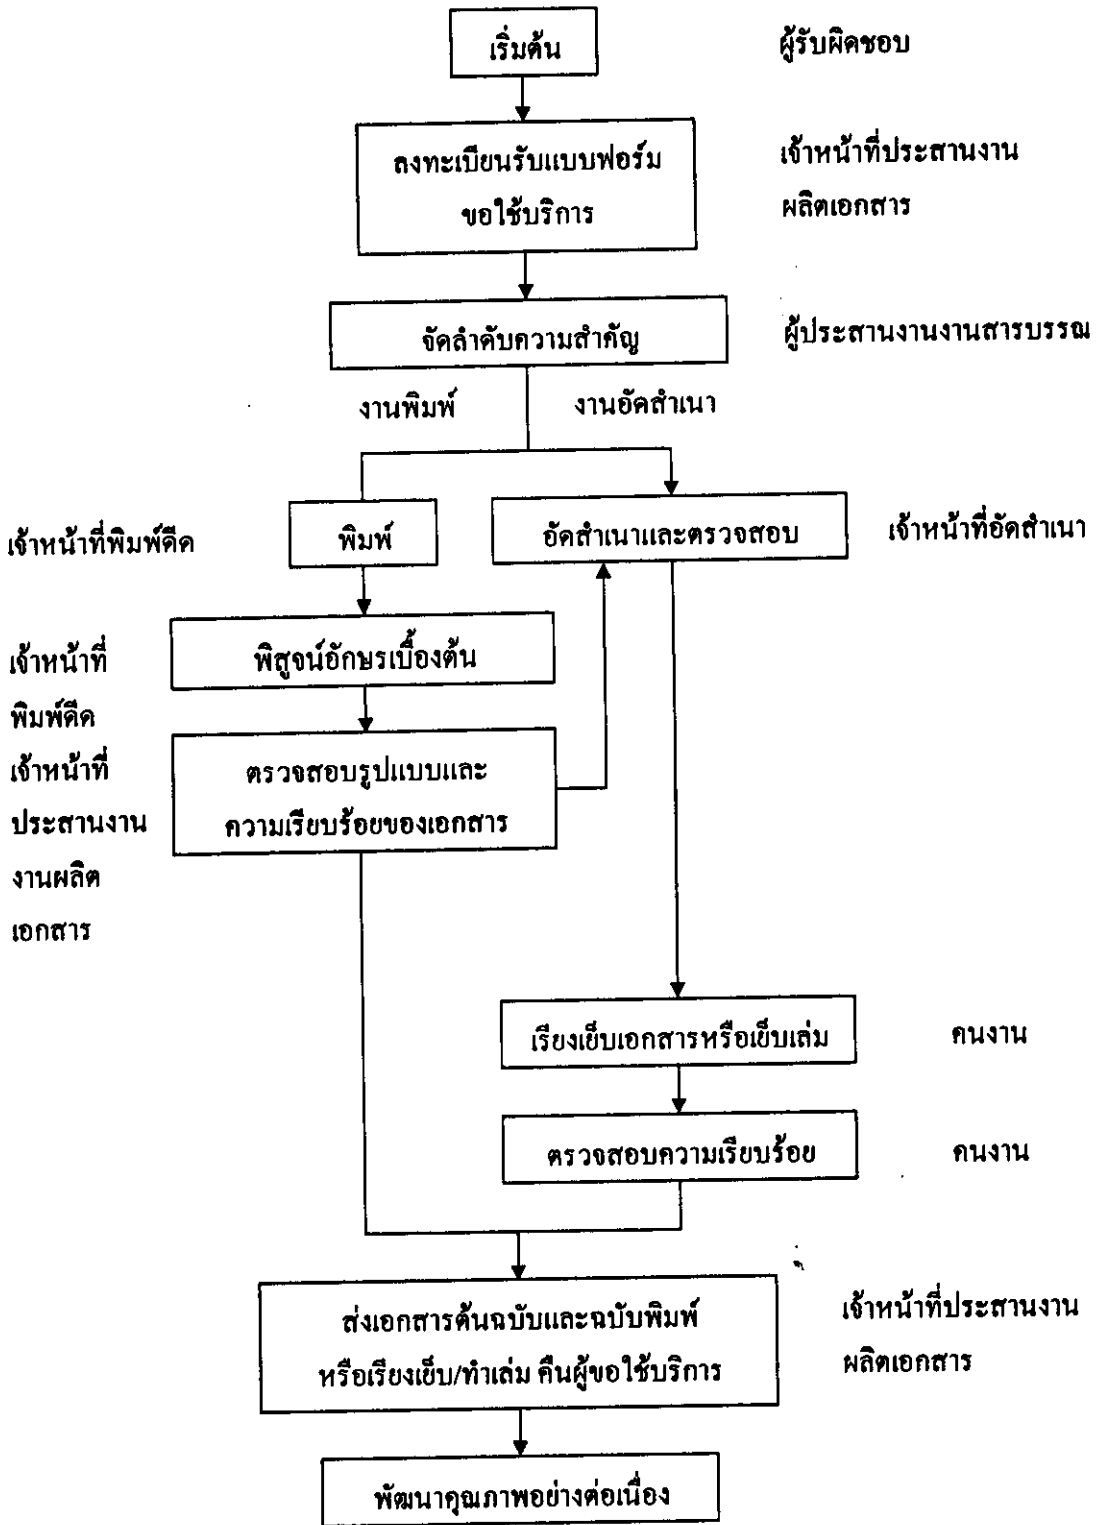 เริ่มต้น
ผู้รับผิดชอบ
ลงทะเบียนรับแบบฟอร์ม
ขอใช้บริการ
เจ้าหน้าที่ประสานงาน
ผลิตเอกสาร
จัดลำดับความสำคัญ
ผู้ประสานงานงานสารบรรณ
งานพิมพ์
งานอัดสำเนา
เจ้าหน้าที่พิมพ์ดีด
พิมพ์
อัดสำเนาและตรวจสอบ
เจ้าหน้าที่อัดสำเนา
เจ้าหน้าที่
พิมพ์ดีด
พิสูจน์อักษรเบื้องต้น
เจ้าหน้าที่
ประสานงาน
งานผลิต
เอกสาร
ตรวจสอบรูปแบบและ
ความเรียบร้อยของเอกสาร
เรียงเย็บเอกสารหรือเย็บเล่ม
คนงาน
ตรวจสอบความเรียบร้อย
คนงาน
ส่งเอกสารต้นฉบับและฉบับพิมพ์
หรือเรียงเย็บ/ทำเล่ม คืนผู้ขอใช้บริการ
เจ้าหน้าที่ประสานงาน
ผลิตเอกสาร
พัฒนาคุณภาพอย่างต่อเนื่อง